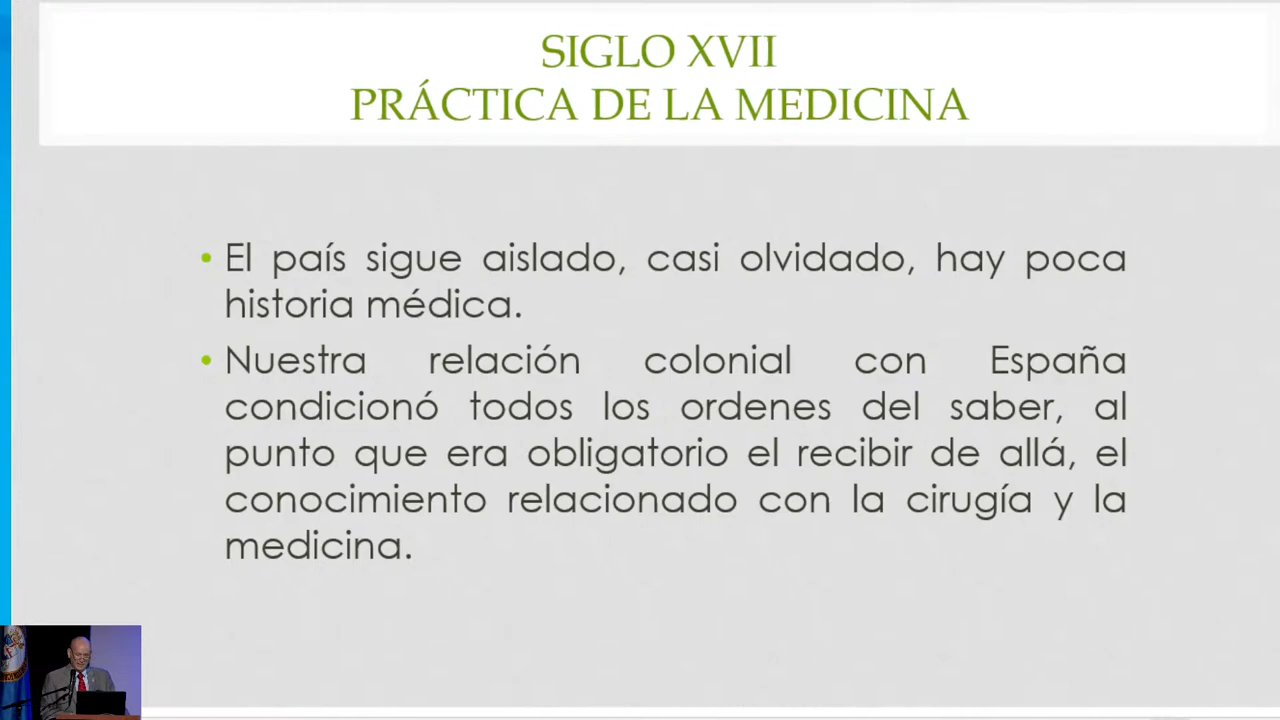 SIGLO XVII
PRÁCTICA DE LA MEDICINA
• El país sigue aislado, casi olvidado, hay poca
historia médica.
• Nuestra relación colonial con España
condicionó todos los ordenes del saber, al
punto que era obligatorio el recibir de allá, el
conocimiento relacionado con la cirugía y la
medicina.